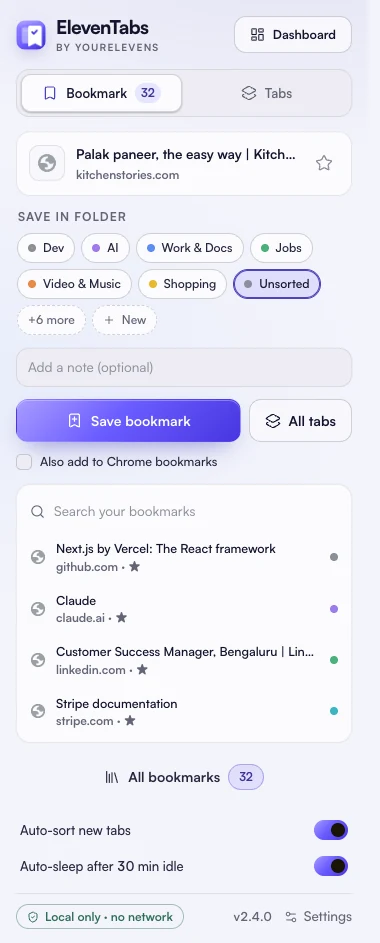 ElevenTabs
BY YOURELEVENS
Dashboard
Bookmark 32
Tabs
Palak paneer, the easy way | Kitch...
kitchenstories.com
SAVE IN FOLDER
Dev AI Work & Docs Jobs
Video & Music Shopping Unsorted
+6 more + New
Add a note (optional)
Save bookmark
All tabs
Also add to Chrome bookmarks
Search your bookmarks
Next.js by Vercel: The React framework
github.com · ★
Claude
claude.ai · ★
Customer Success Manager, Bengaluru | Lin...
linkedin.com · ★
Stripe documentation
stripe.com · ★
All bookmarks 32
Auto-sort new tabs
Auto-sleep after 30 min idle
Local only · no network
v2.4.0
Settings